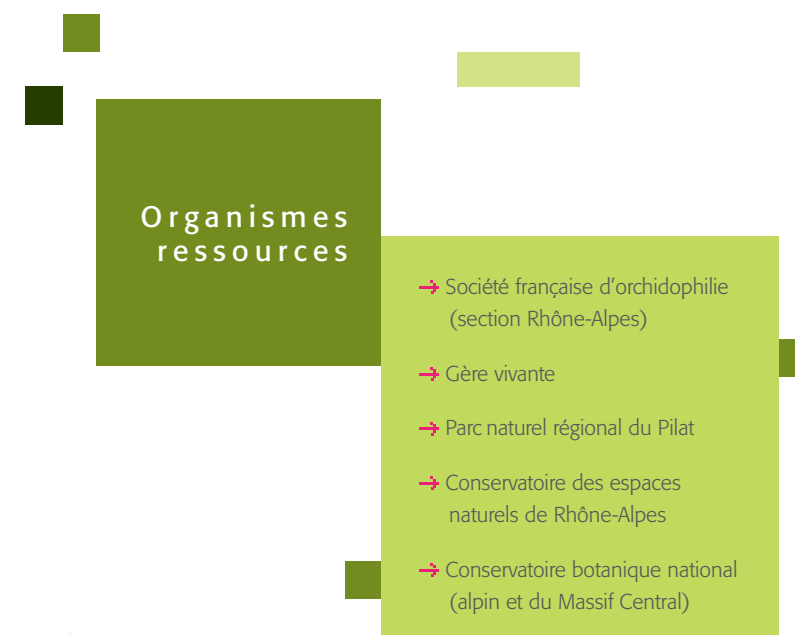 Organismes
ressources
→ Société française d'orchidophilie
(section Rhône-Alpes)
→ Gère vivante
→ Parc naturel régional du Pilat
→ Conservatoire des espaces
naturels de Rhône-Alpes
→ Conservatoire botanique national
(alpin et du Massif Central)